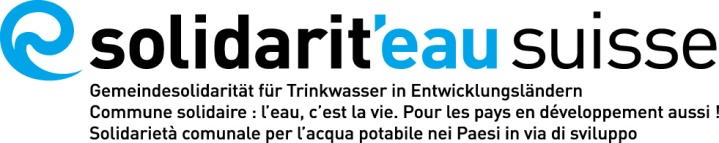 solidarit'eau suisse
Gemeindesolidarität für Trinkwasser in Entwicklungsländern
Commune solidaire : l'eau, c'est la vie. Pour les pays en développement aussi !
Solidarietà comunale per l'acqua potabile nei Paesi in via di sviluppo